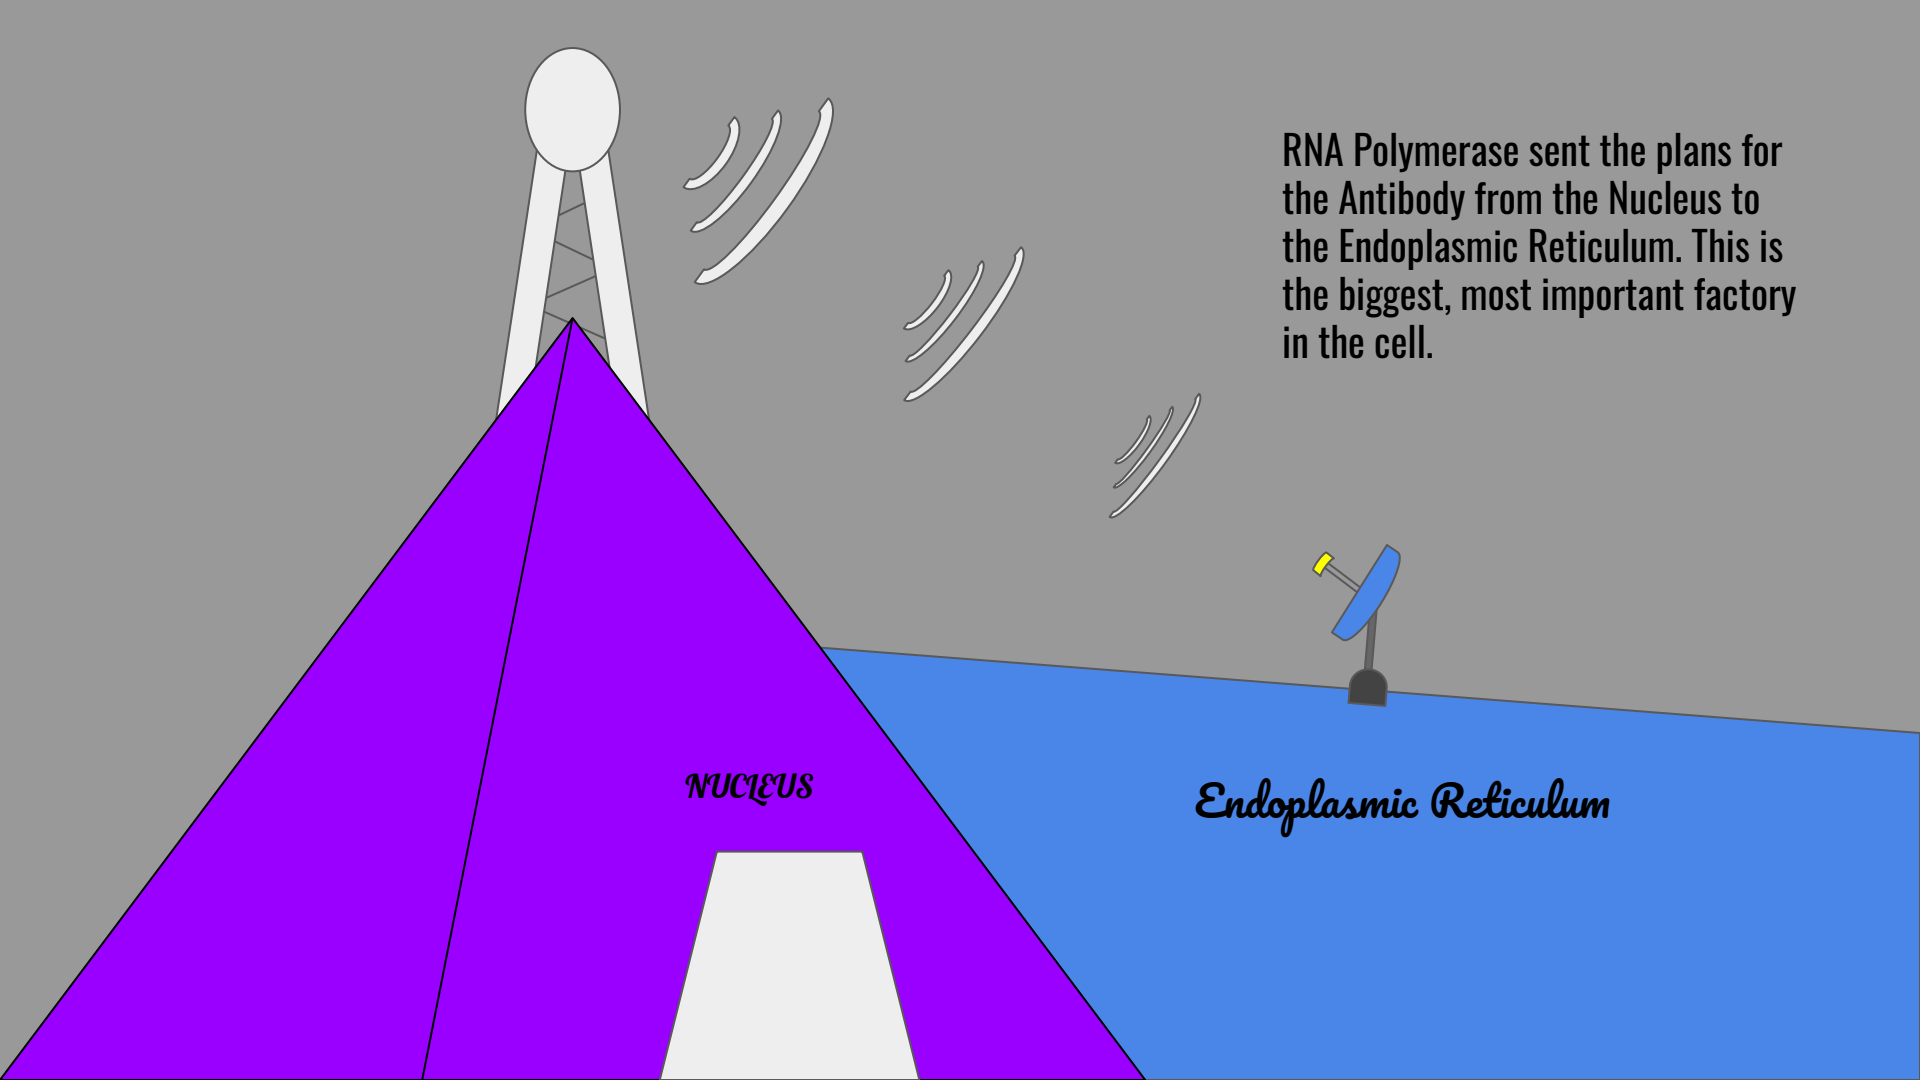 RNA Polymerase sent the plans for
the Antibody from the Nucleus to
the Endoplasmic Reticulum. This is
the biggest, most important factory
in the cell.
NUCLEUS
Endoplasmic Reticulum